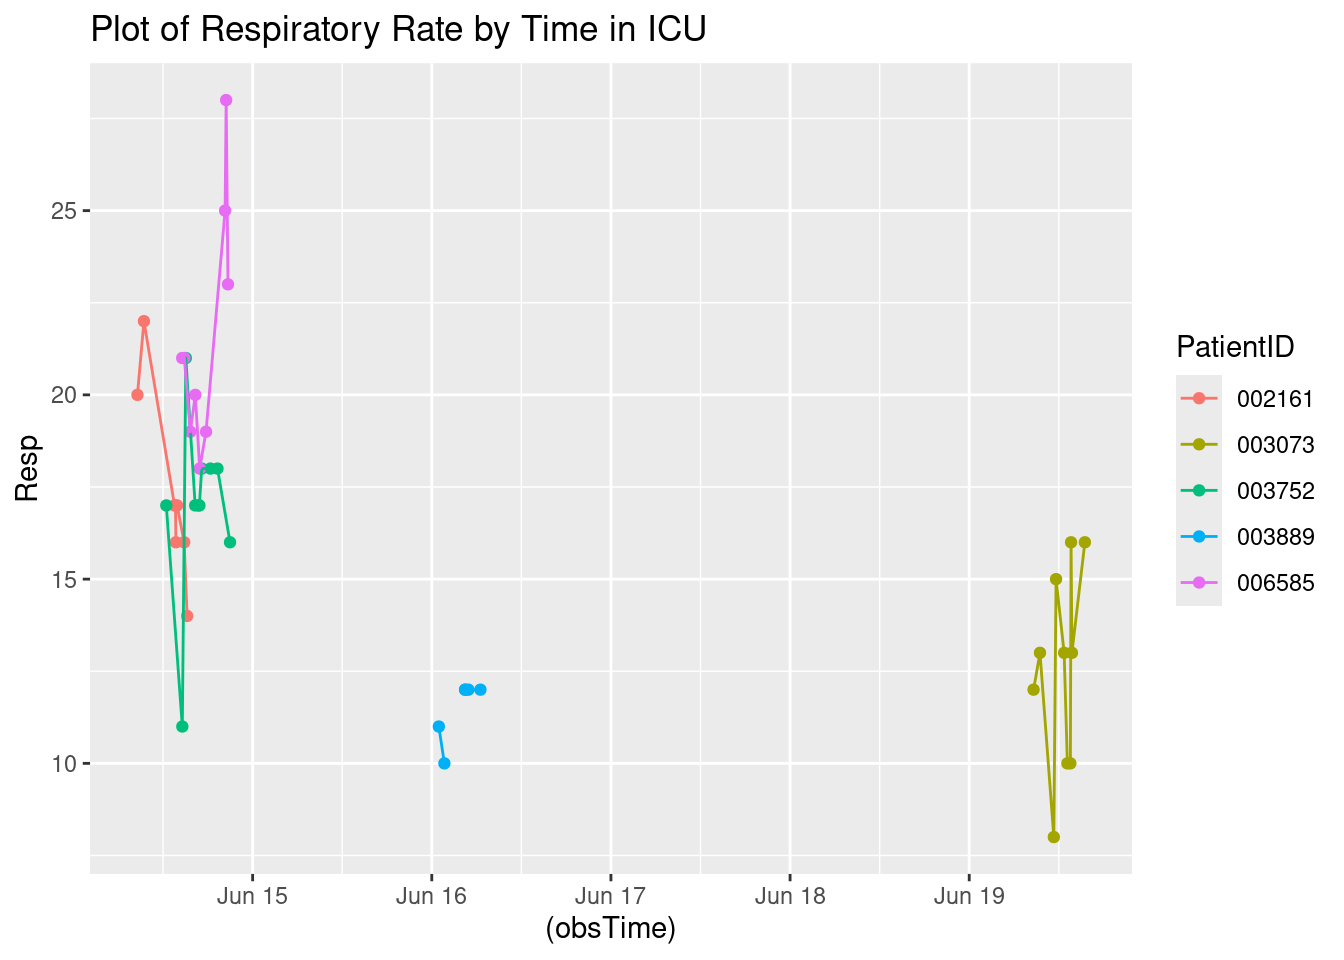 Plot of Respiratory Rate by Time in ICU
Resp
25
20
15
10
Jun 15 Jun 16 Jun 17 Jun 18 Jun 19
(obsTime)
PatientID
002161
003073
003752
003889
006585